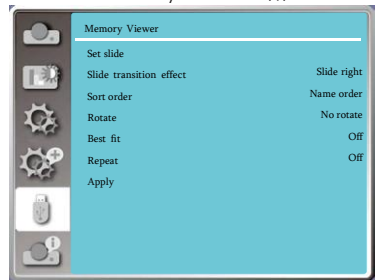 Memory Viewer
Set slide
Slide transition effect Slide right
Sort order Name order
Rotate No rotate
Best fit Off
Repeat Off
Apply